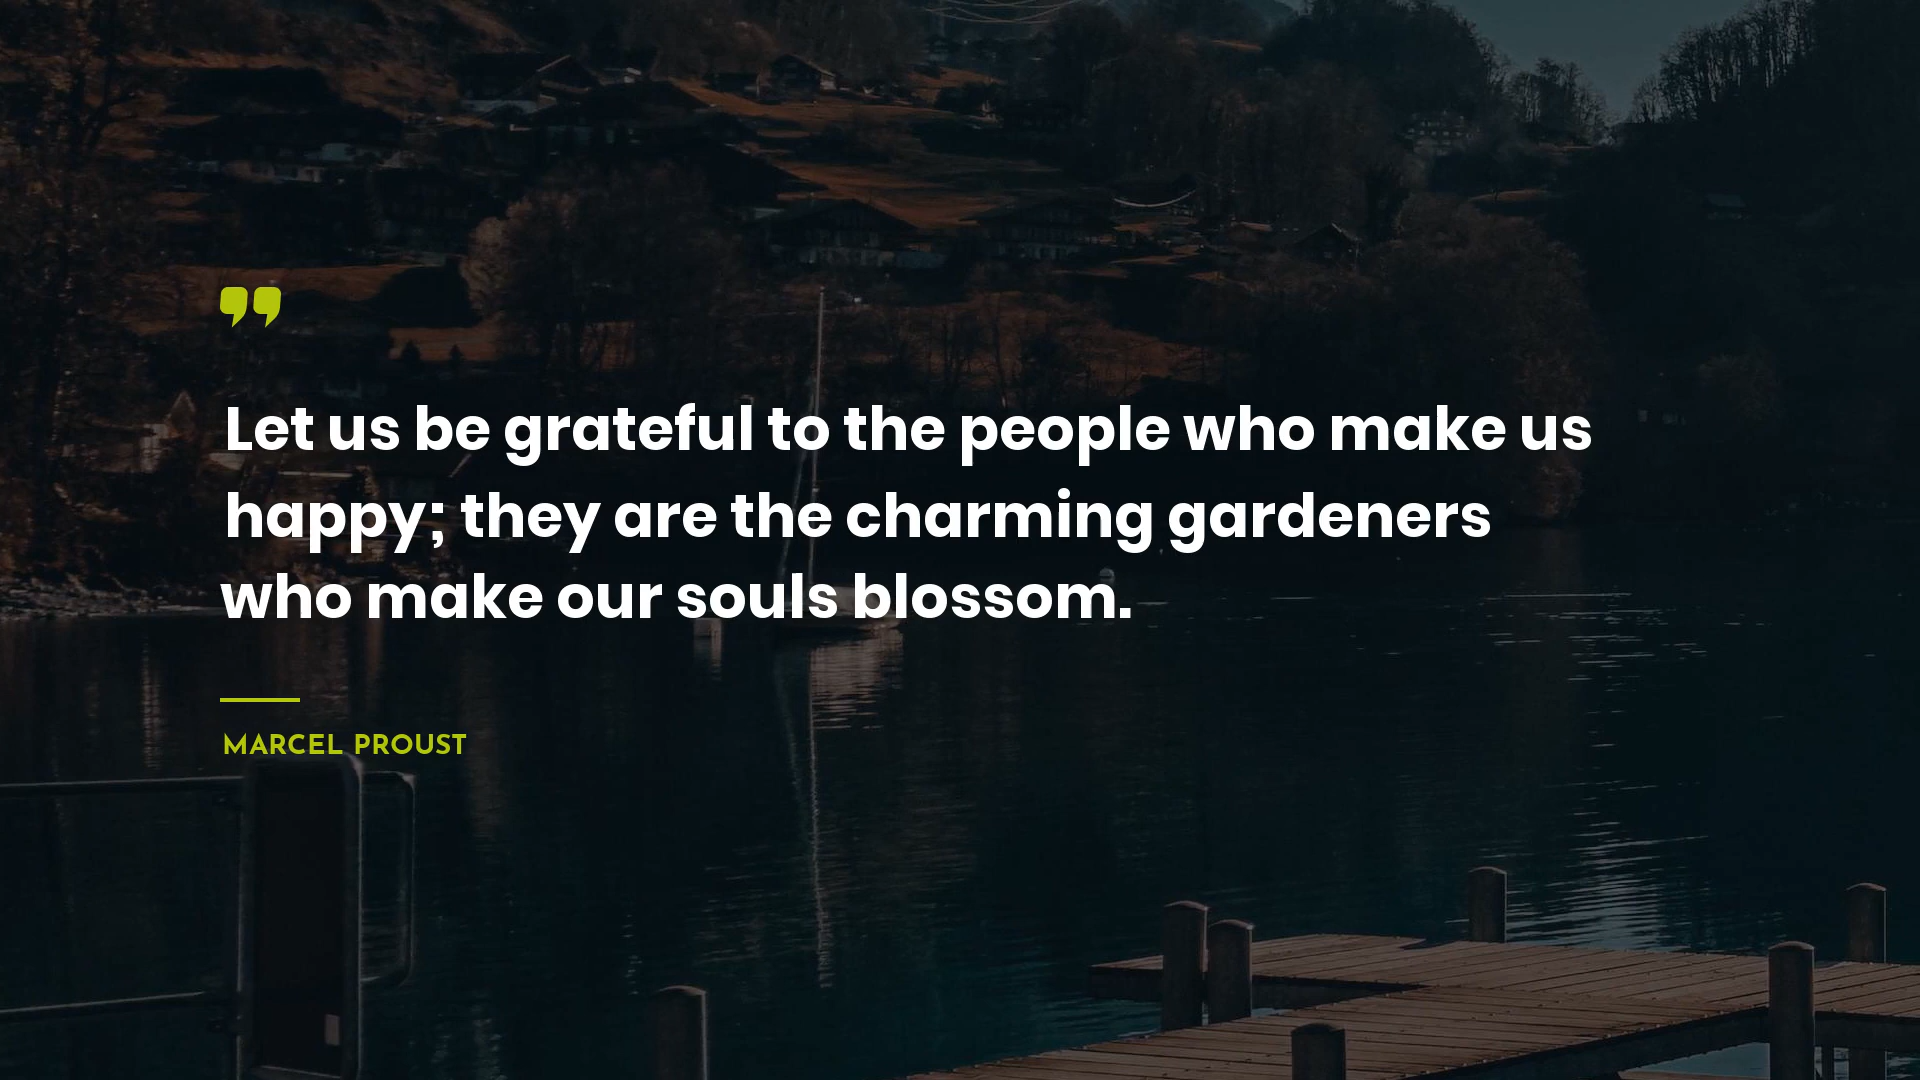 Let us be grateful to the people who make us
happy; they are the charming gardeners
who make our souls blossom.
MARCEL PROUST